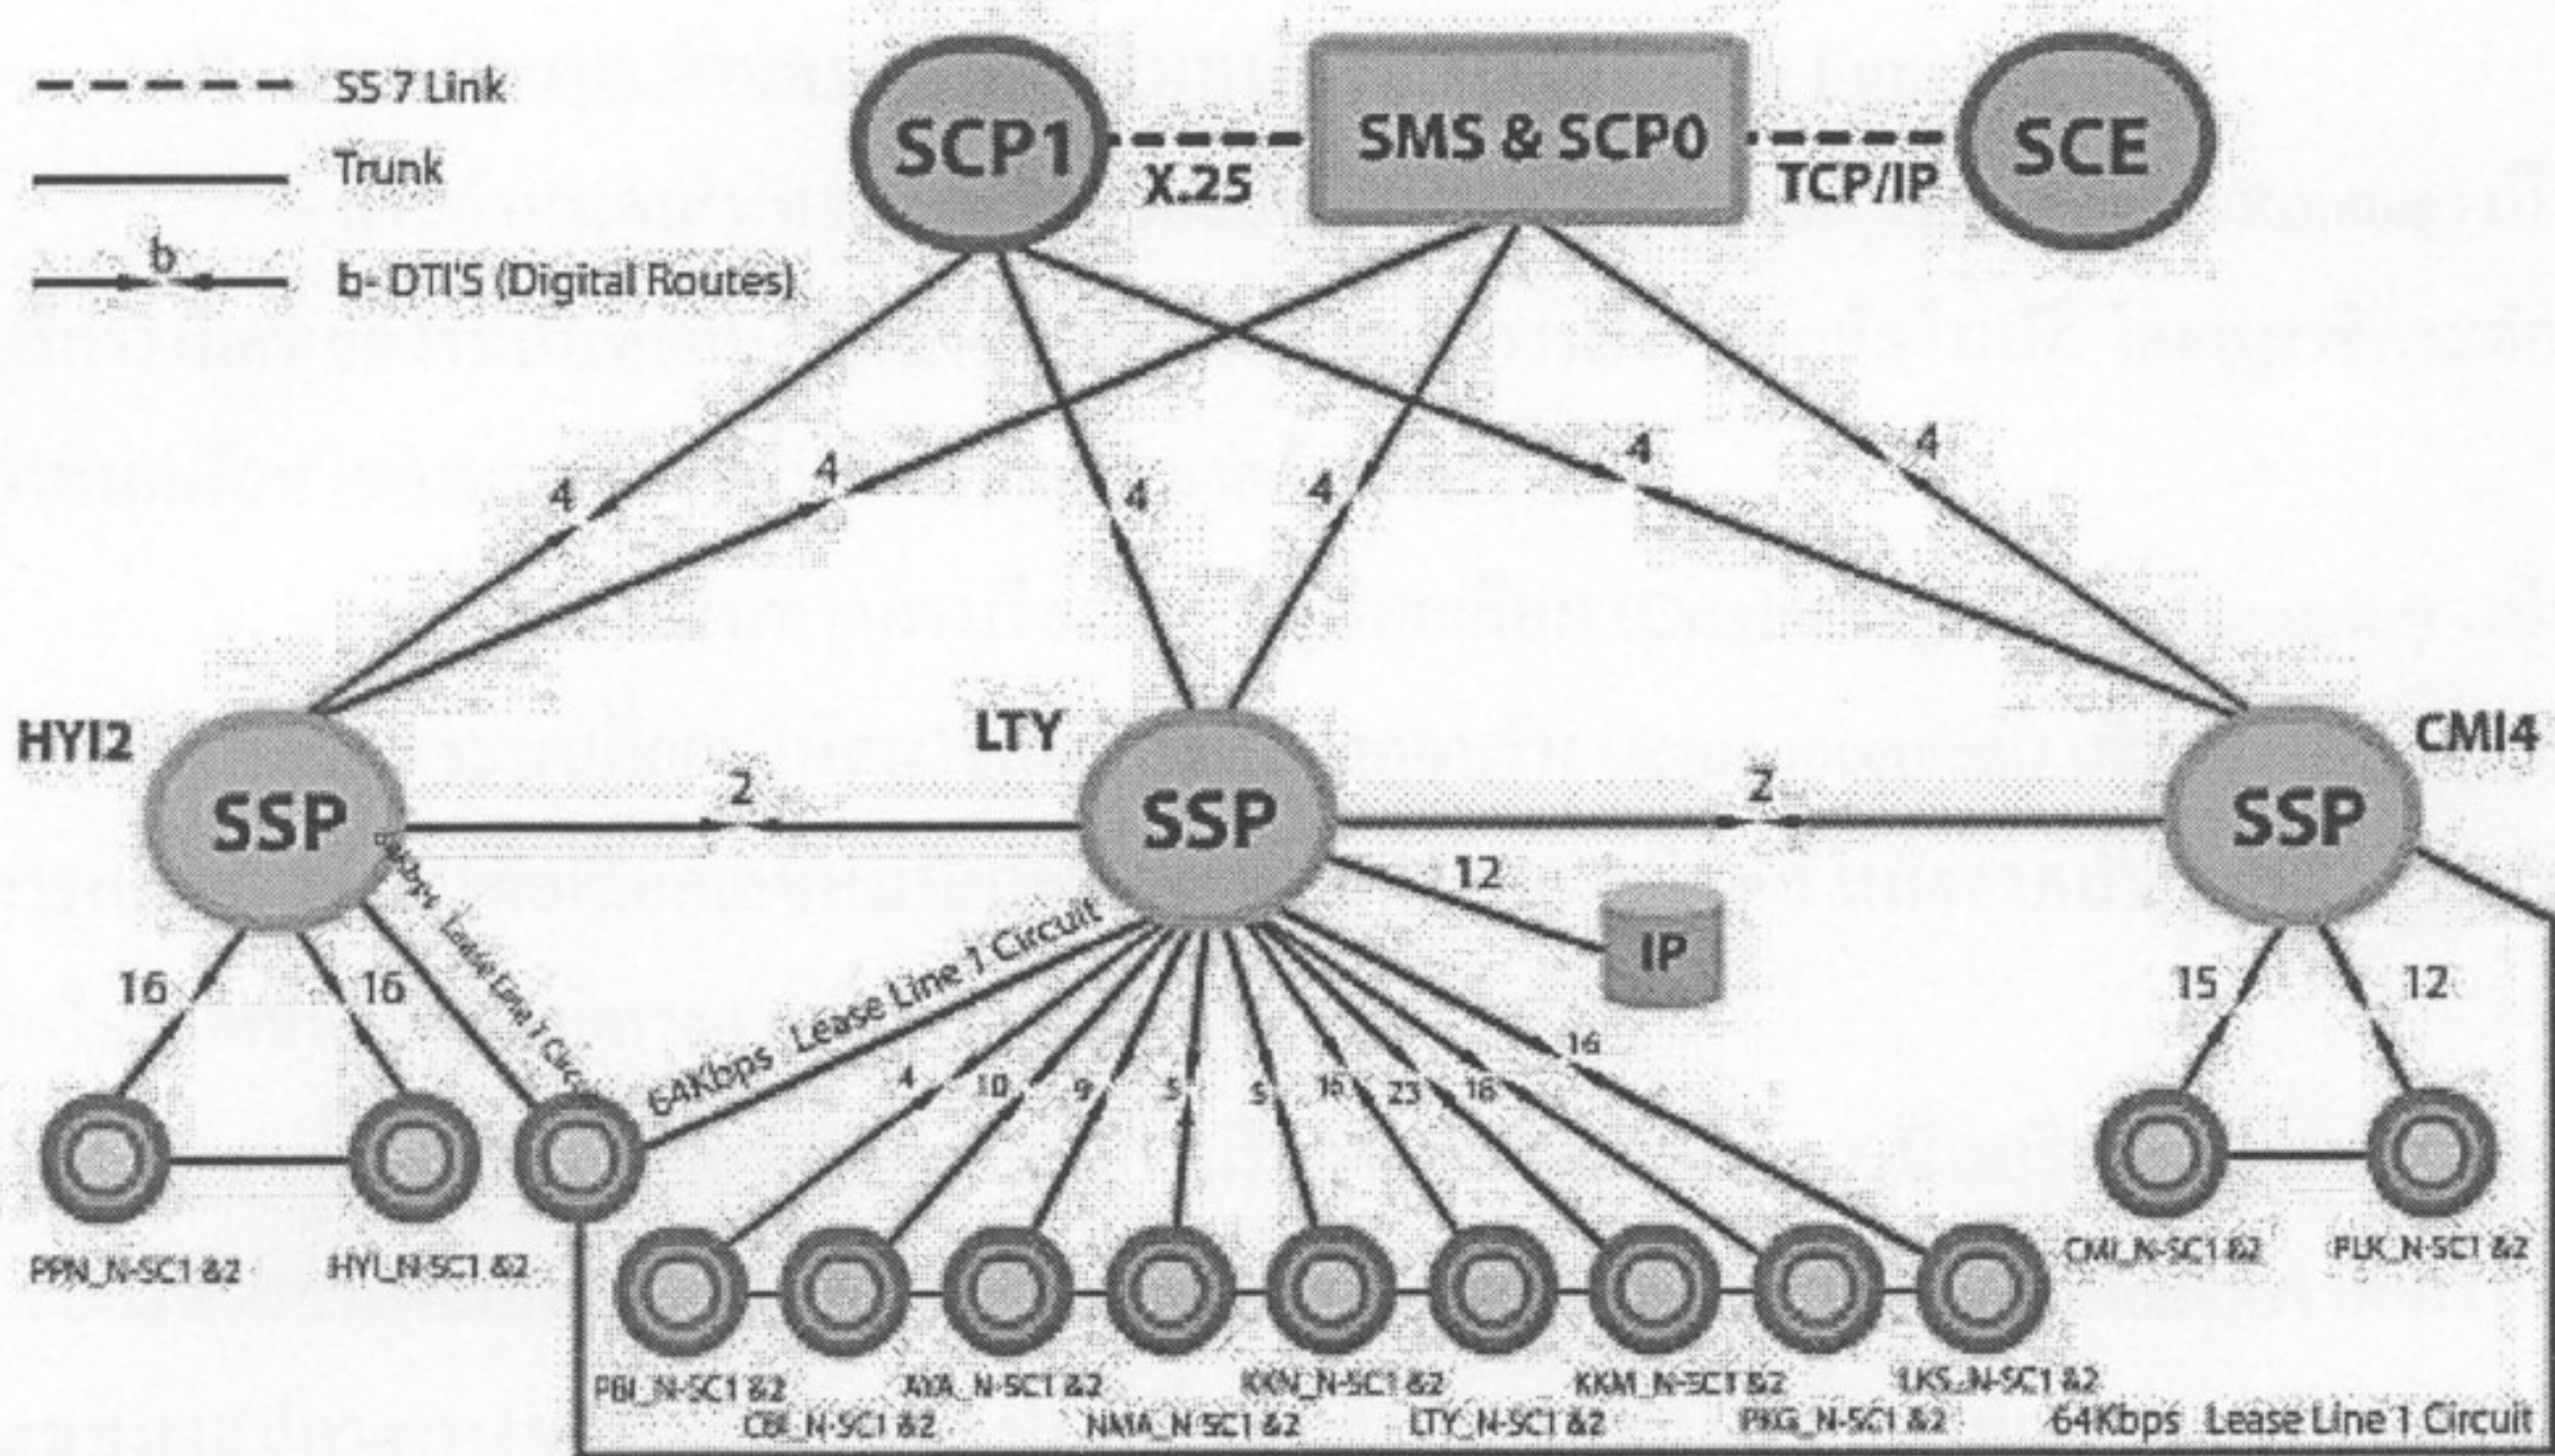 SS 7 Link
Trunk
b
b- DTI'S (Digital Routes)
SCP1
X.25
SMS & SCP0
TCP/IP
SCE
4
4
4
4
4
4
HYI2
SSP
LTY
SSP
CMI4
SSP
2
2
12
IP
16
16
64Kbps Lease Line 1 Circuit
15
12
4
10
9
5
5
23
16
PPN_N-SC1 &2
HYI_N-SC1 &2
CMI_N-SC1 &2
PLK_N-SC1 &2
PBI_N-SC1 &2
CBI_N-SC1 &2
AYA_N-SC1 &2
NMA_N-SC1 &2
KKN_N-SC1 &2
LTY_N-SC1 &2
KKM_N-SC1 &2
PKG_N-SC1 &2
LKS_N-SC1 &2
64Kbps Lease Line 1 Circuit